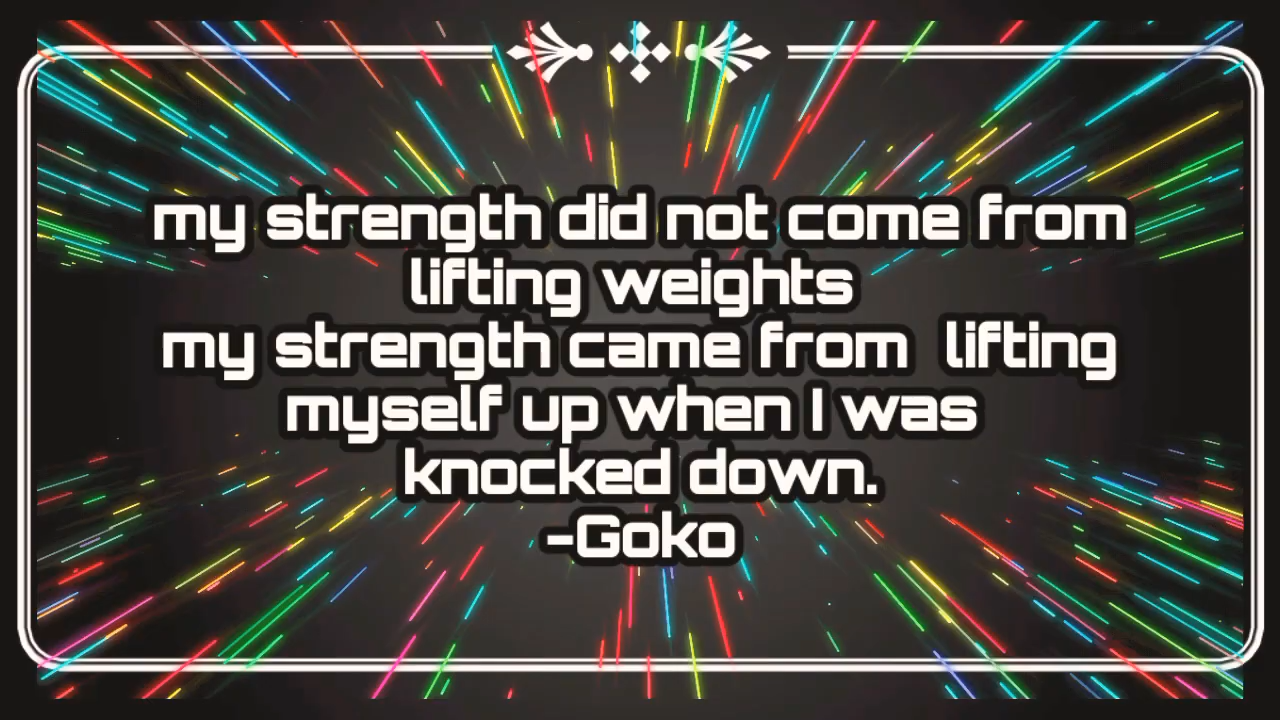 my strength did not come from
lifting weights
my strength came from lifting
myself up when I was
knocked down.
-Goko